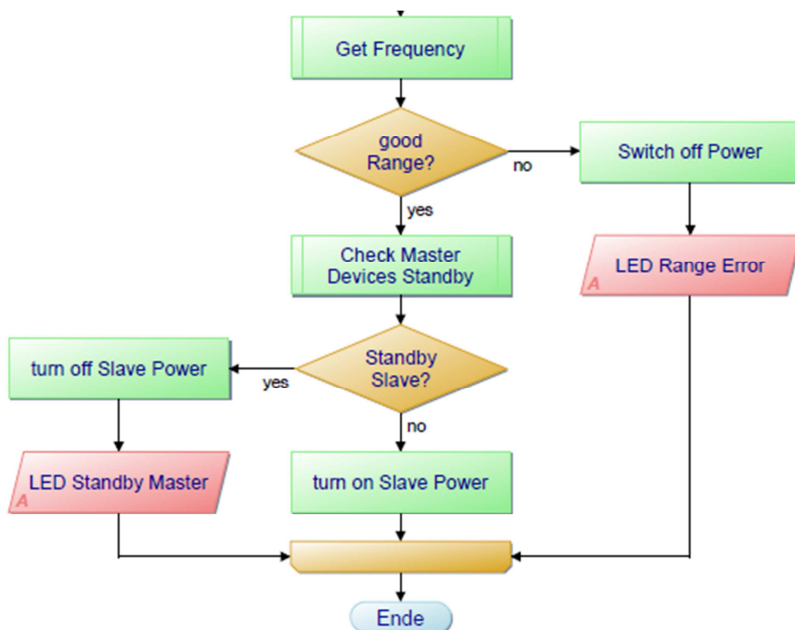 Get Frequency
good
Range?
no
Switch off Power
yes
Check Master
Devices Standby
LED Range Error
A
turn off Slave Power
yes
Standby
Slave?
no
LED Standby Master
A
turn on Slave Power
Ende